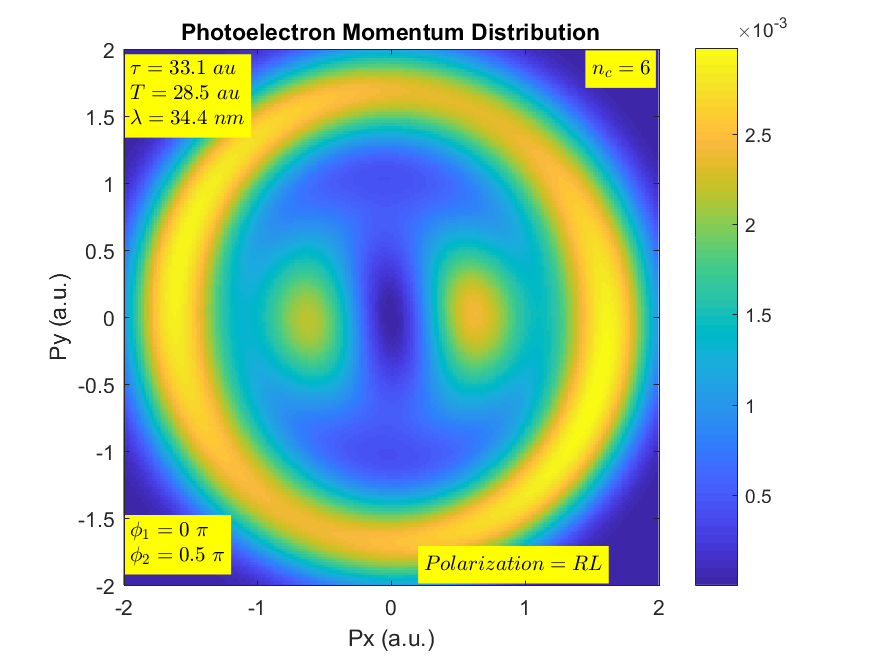 Photoelectron Momentum Distribution
×10⁻³
τ = 33.1 au
T = 28.5 au
λ = 34.4 nm
n_c = 6
2
1.5
1
0.5
0
-0.5
-1
-1.5
-2
Py (a.u.)
ϕ₁ = 0 π
ϕ₂ = 0.5 π
Polarization = RL
-2 -1 0 1 2
Px (a.u.)
2.5
2
1.5
1
0.5